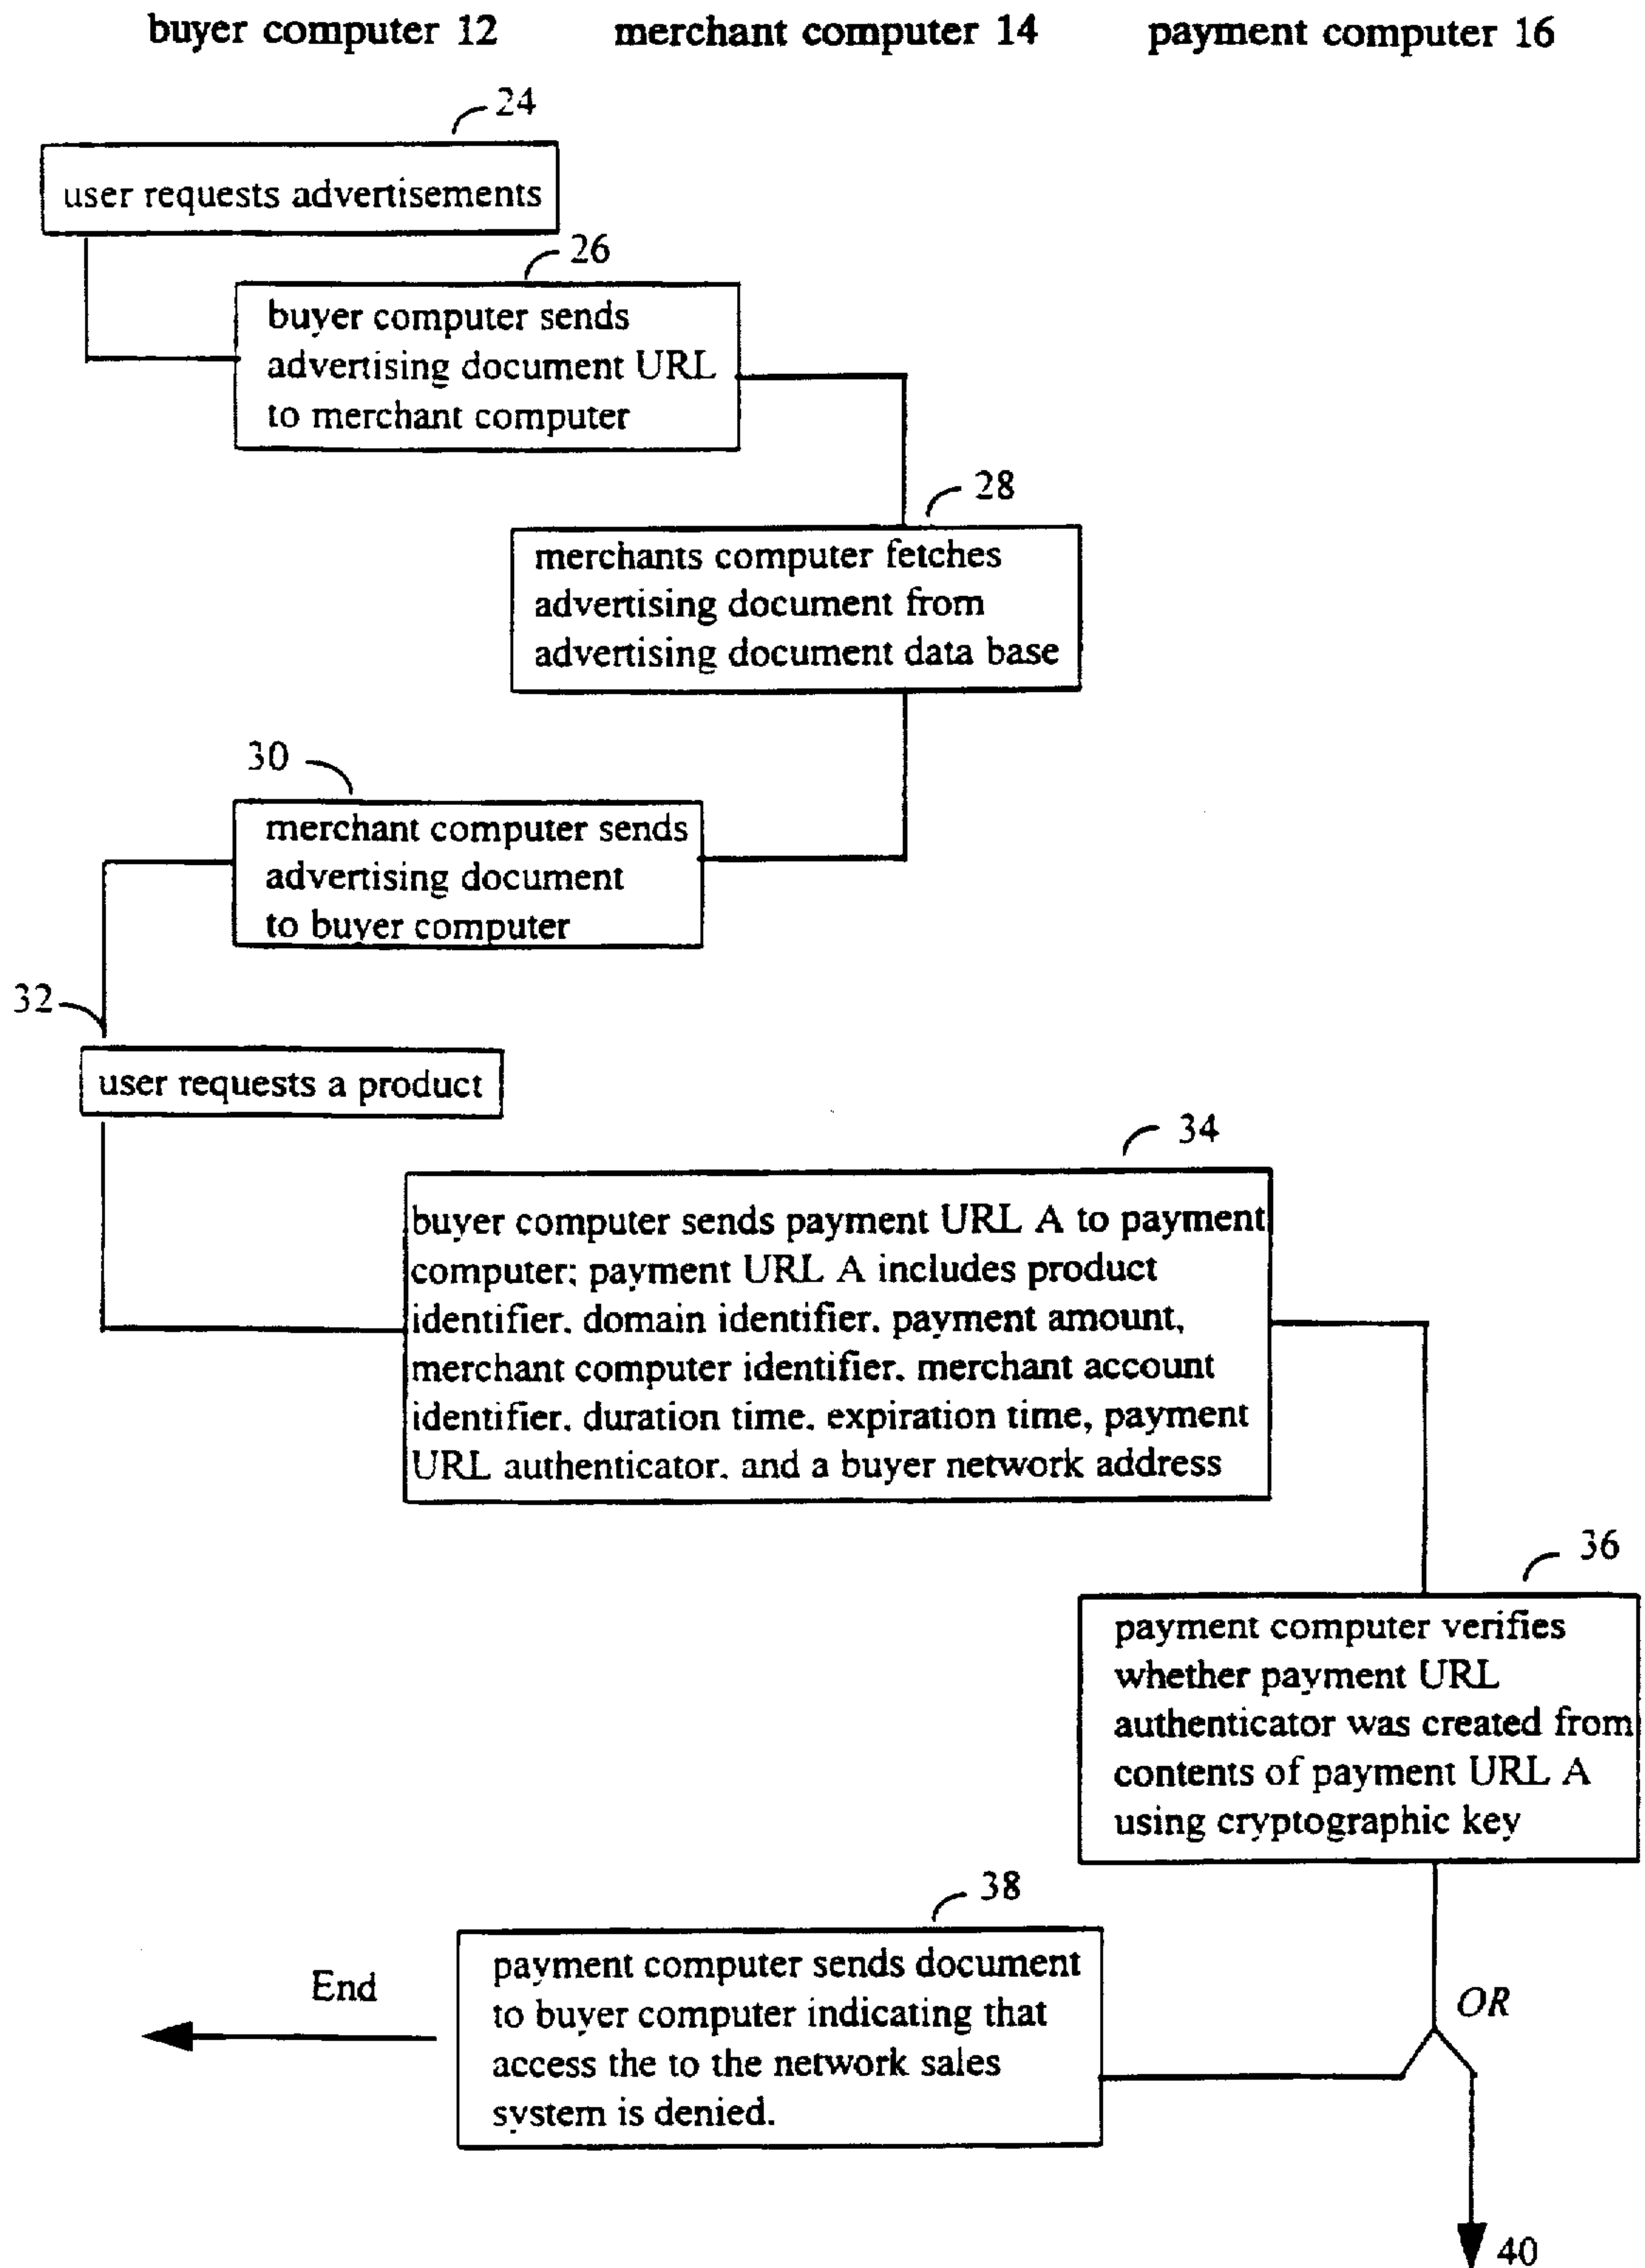 buyer computer 12 merchant computer 14 payment computer 16
24
user requests advertisements
26
buyer computer sends
advertising document URL
to merchant computer
28
merchants computer fetches
advertising document from
advertising document data base
30
merchant computer sends
advertising document
to buyer computer
32
user requests a product
34
buyer computer sends payment URL A to payment
computer; payment URL A includes product
identifier, domain identifier, payment amount,
merchant computer identifier, merchant account
identifier, duration time, expiration time, payment
URL authenticator, and a buyer network address
36
payment computer verifies
whether payment URL
authenticator was created from
contents of payment URL A
using cryptographic key
38
payment computer sends document
to buyer computer indicating that
access the to the network sales
system is denied.
End
OR
40